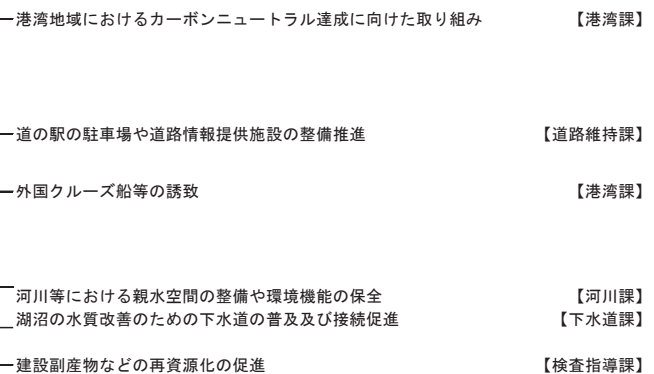 港湾地域におけるカーボンニュートラル達成に向けた取り組み 【港湾課】
道の駅の駐車場や道路情報提供施設の整備推進 【道路維持課】
外国クルーズ船等の誘致 【港湾課】
河川等における親水空間の整備や環境機能の保全 【河川課】
湖沼の水質改善のための下水道の普及及び接続促進 【下水道課】
建設副産物などの再資源化の促進 【検査指導課】